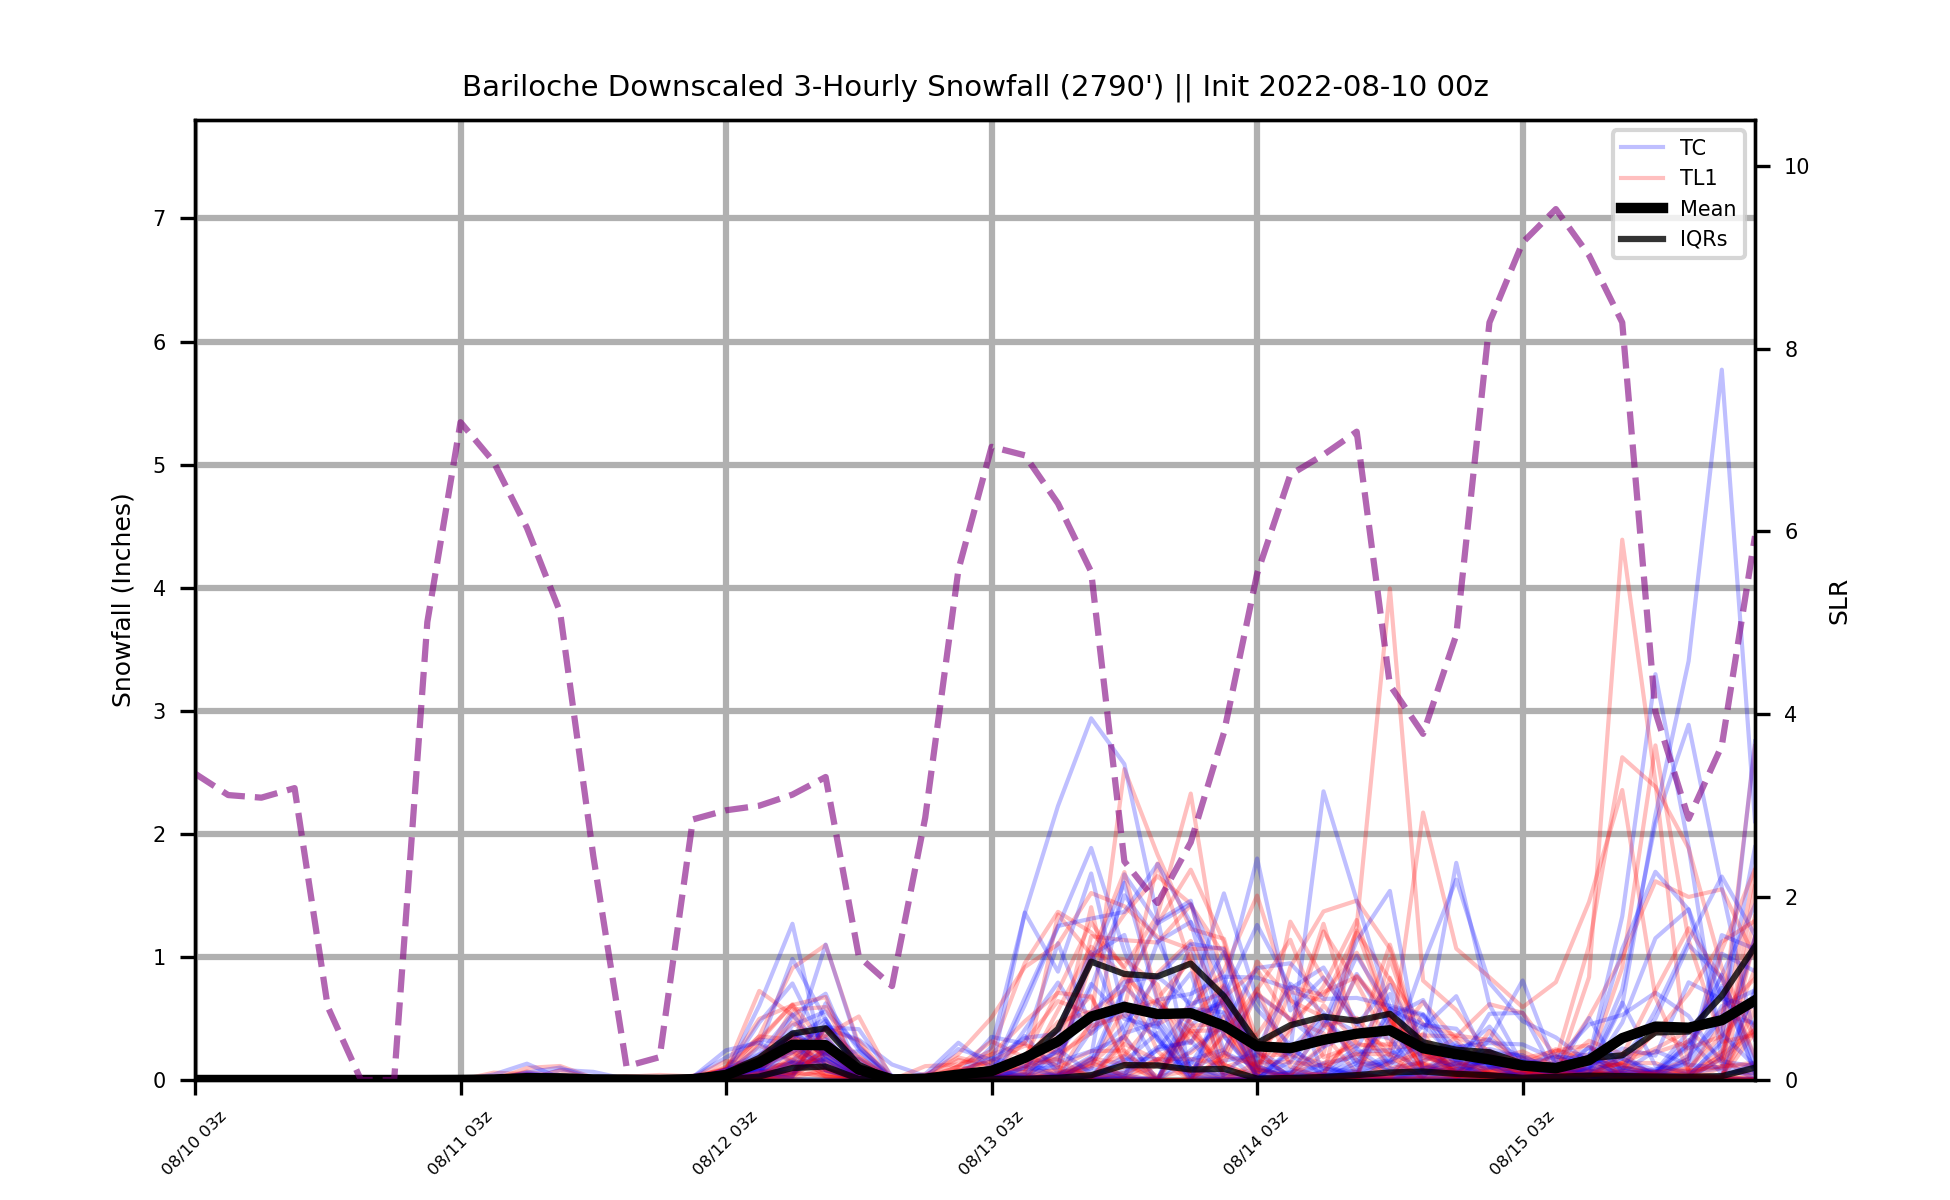 Bariloche Downscaled 3-Hourly Snowfall (2790') || Init 2022-08-10 00z
TC
TL1
Mean
IQRs
Snowfall (Inches)
7
6
5
4
3
2
1
0
10
8
6
4
2
0
SLR
08/10 03z
08/11 03z
08/12 03z
08/13 03z
08/14 03z
08/15 03z